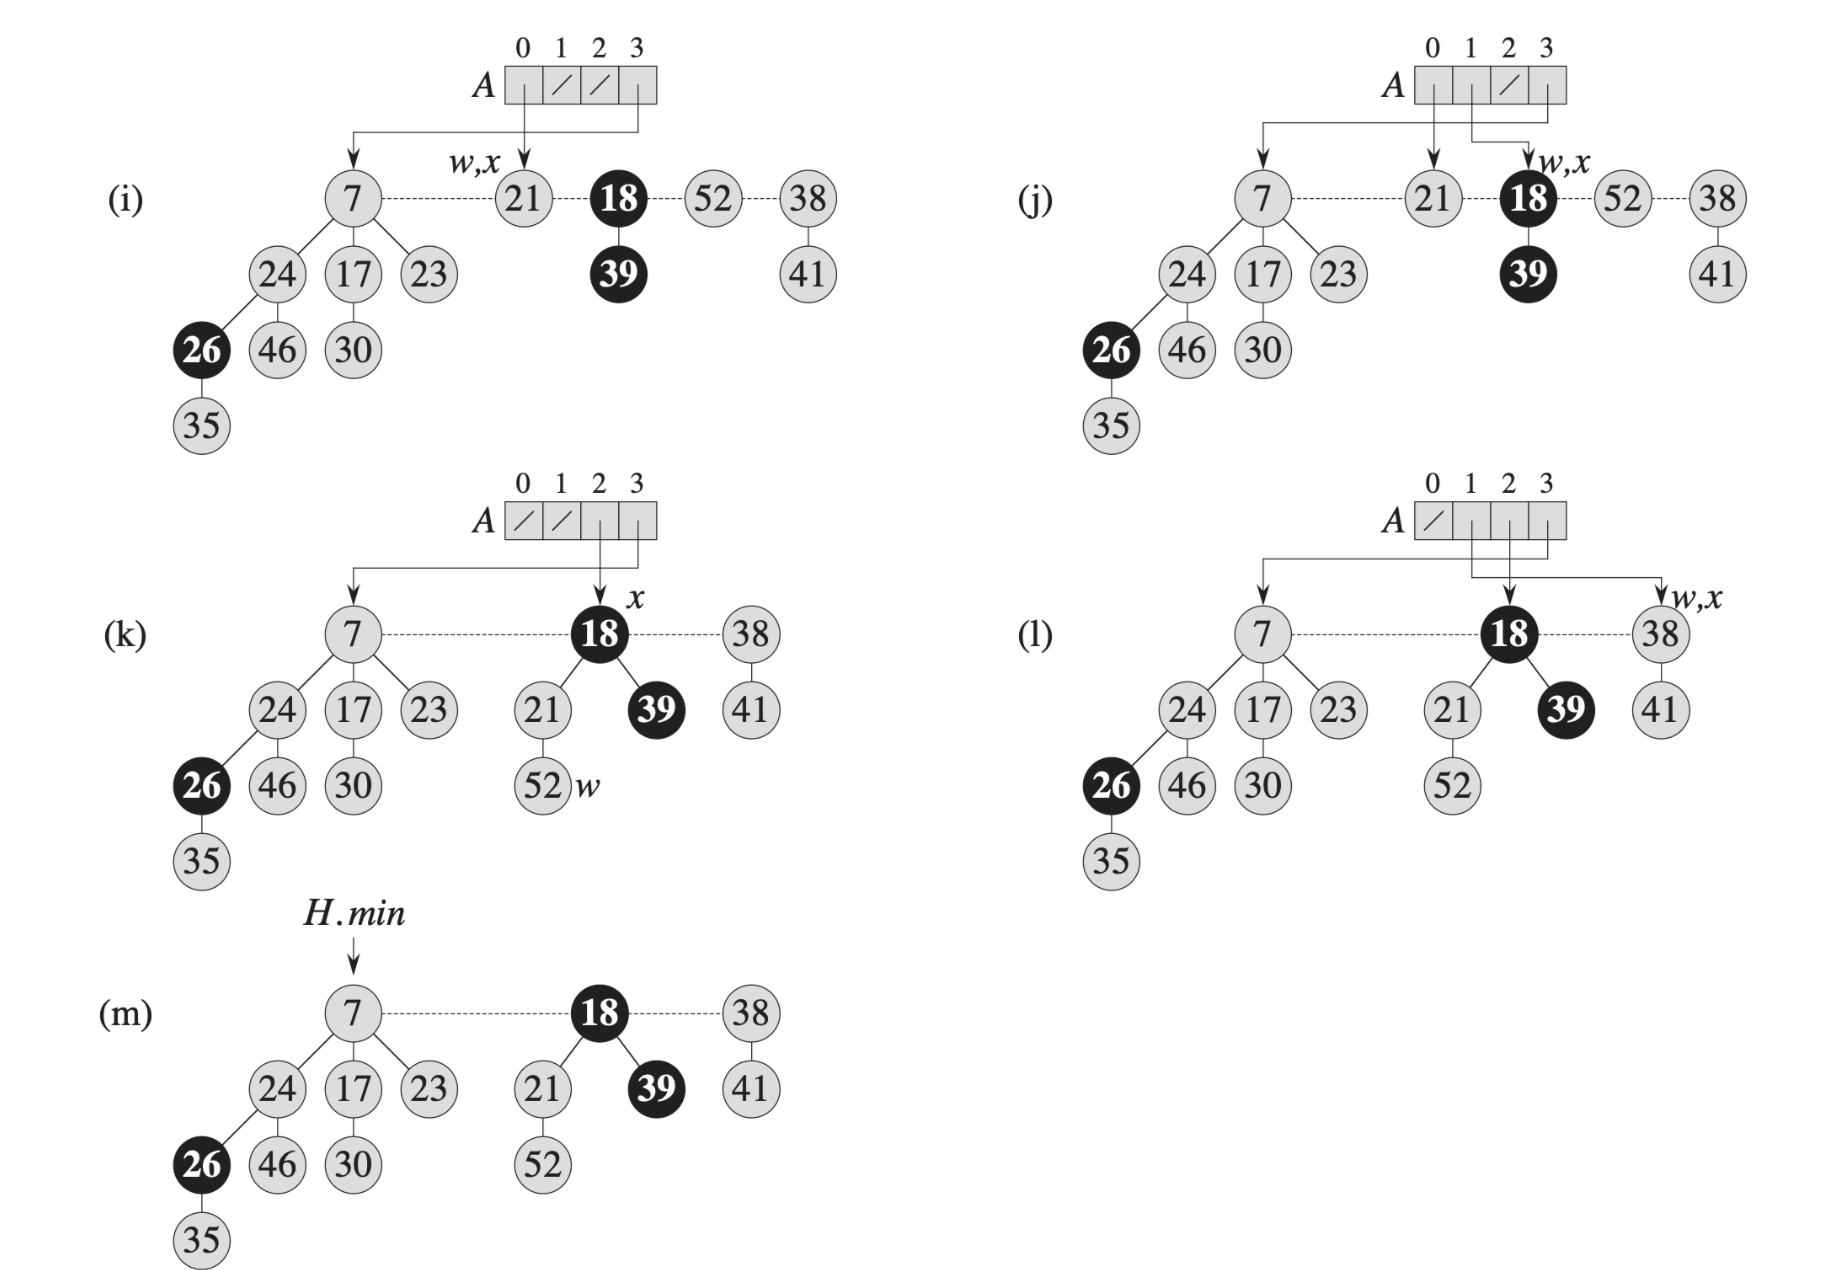 0 1 2 3 0 1 2 3
A A
w,x w,x
(i) 7 21 18 52 38 (j) 7 21 18 52 38
24 17 23 39 41 24 17 23 39 41
26 46 30 26 46 30
35 35
0 1 2 3 0 1 2 3
A A
x w,x
(k) 7 18 38 (l) 7 18 38
24 17 23 21 39 41 24 17 23 21 39 41
26 46 30 52 w 26 46 30 52
35 35
H.min
(m) 7 18 38
24 17 23 21 39 41
26 46 30 52
35